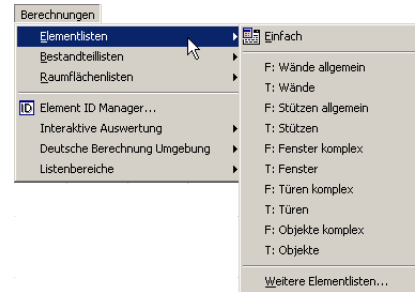 Berechnungen
Elementlisten
Bestandteillisten
Raumflächenlisten
ID Element ID Manager...
Interaktive Auswertung
Deutsche Berechnung Umgebung
Listenbereiche
Einfach
F: Wände allgemein
T: Wände
F: Stützen allgemein
T: Stützen
F: Fenster komplex
T: Fenster
F: Türen komplex
T: Türen
F: Objekte komplex
T: Objekte
Weitere Elementlisten...